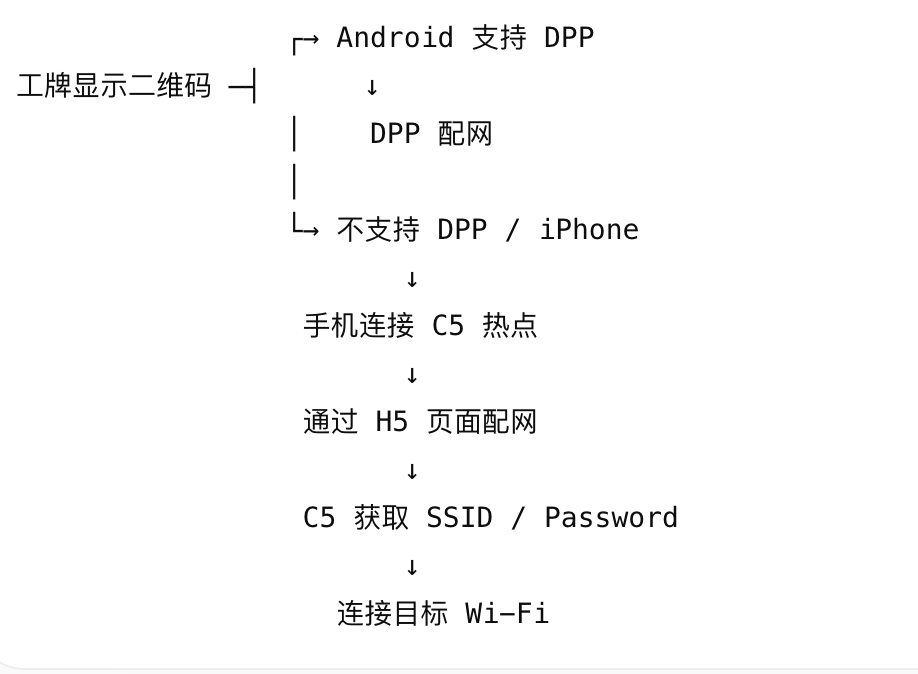 ┌→ Android 支持 DPP
工牌显示二维码 ─┤ ↓
│ DPP 配网
│
└→ 不支持 DPP / iPhone
↓
手机连接 C5 热点
↓
通过 H5 页面配网
↓
C5 获取 SSID / Password
↓
连接目标 Wi-Fi